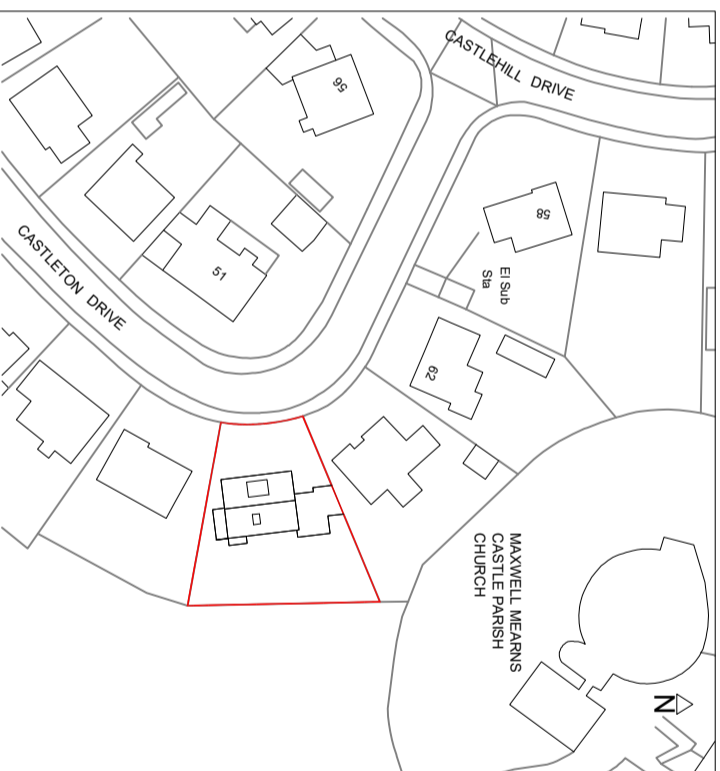 CASTLEHILL DRIVE
56
58
51
El Sub
Sta
CASTLETON DRIVE
62
MAXWELL MEARNS
CASTLE PARISH
CHURCH
N